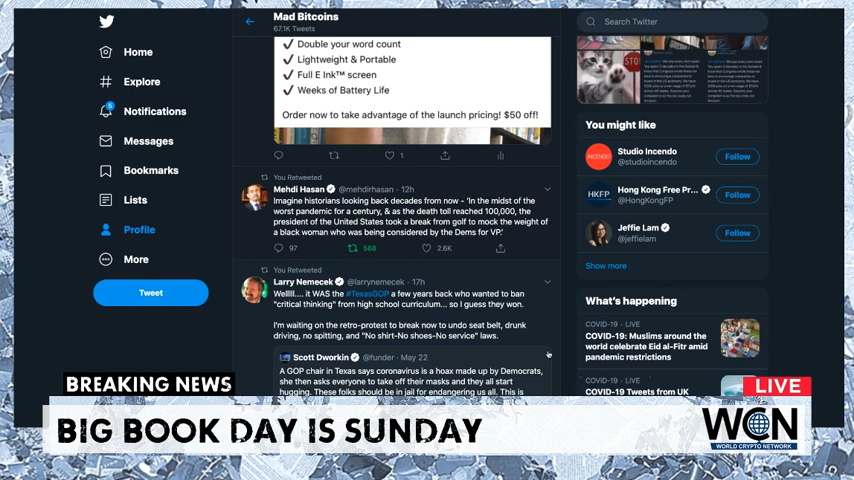 Home
Explore
5
Notifications
Messages
Bookmarks
Lists
Profile
More
Tweet
Mad Bitcoins
67.1K Tweets
✓ Double your word count
✓ Lightweight & Portable
✓ Full E Ink™ screen
✓ Weeks of Battery Life
Order now to take advantage of the launch pricing! $50 off!
1
You Retweeted
Mehdi Hasan @mehdirhasan · 12h
Imagine historians looking back decades from now - 'In the midst of the
worst pandemic for a century, & as the death toll reached 100,000, the
president of the United States took a break from golf to mock the weight of
a black woman who was being considered by the Dems for VP.'
97 568 2.6K
You Retweeted
Larry Nemecek @larrynemecek · 17h
Wellll.... it WAS the #TexasGOP a few years back who wanted to ban
"critical thinking" from high school curriculum... so I guess they won.
I'm waiting on the retro-protest to break now to undo seat belt, drunk
driving, no spitting, and "No shirt-No shoes-No service" laws.
Scott Dworkin @funder · May 22
A GOP chair in Texas says coronavirus is a hoax made up by Democrats,
she then asks everyone to take off their masks and they all start
hugging. These folks should be in jail for endangering us all. This is
Search Twitter
STOP
You might like
Studio Incendo
@studioincendo
Follow
INCENDO
Hong Kong Free Pr...
@HongKongFP
Follow
HKFP
Jeffie Lam
@jeffielam
Follow
Show more
What's happening
COVID-19 · LIVE
COVID-19: Muslims around the
world celebrate Eid al-Fitr amid
pandemic restrictions
COVID-19 · LIVE
COVID-19 Tweets from UK
BREAKING NEWS
LIVE
BIG BOOK DAY IS SUNDAY
WCN
WORLD CRYPTO NETWORK